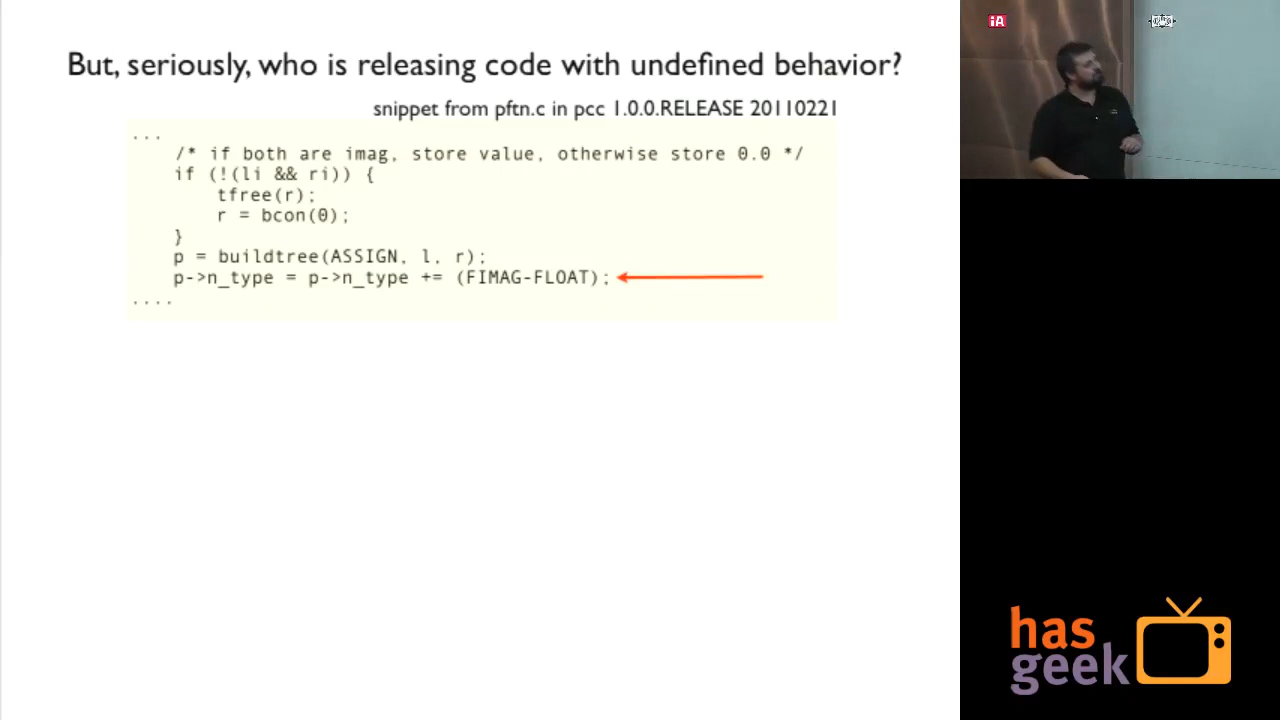 But, seriously, who is releasing code with undefined behavior?
snippet from pftn.c in pcc 1.0.0.RELEASE 20110221
...
/* if both are imag, store value, otherwise store 0.0 */
if (!(li && ri)) {
tfree(r);
r = bcon(0);
}
p = buildtree(ASSIGN, l, r);
p->n_type = p->n_type += (FIMAG-FLOAT);
....
iA
has
geek